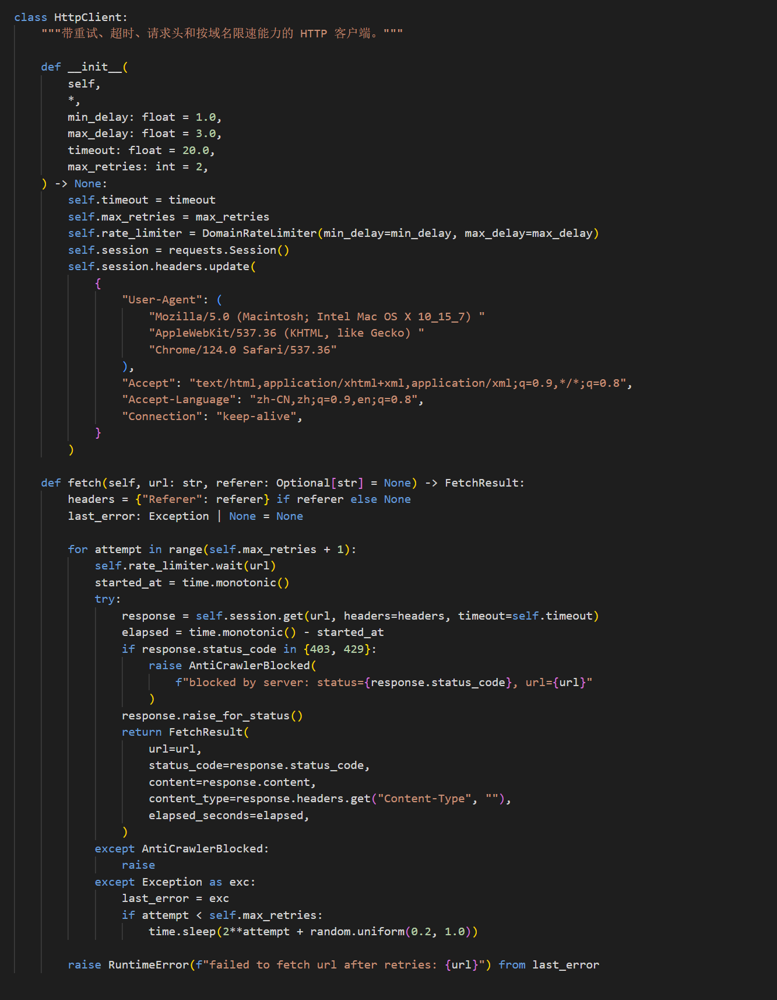 class HttpClient:
    """带重试、超时、请求头和按域名限速能力的 HTTP 客户端。"""

    def __init__(
        self,
        *,
        min_delay: float = 1.0,
        max_delay: float = 3.0,
        timeout: float = 20.0,
        max_retries: int = 2,
    ) -> None:
        self.timeout = timeout
        self.max_retries = max_retries
        self.rate_limiter = DomainRateLimiter(min_delay=min_delay, max_delay=max_delay)
        self.session = requests.Session()
        self.session.headers.update(
            {
                "User-Agent": (
                    "Mozilla/5.0 (Macintosh; Intel Mac OS X 10_15_7) "
                    "AppleWebKit/537.36 (KHTML, like Gecko) "
                    "Chrome/124.0 Safari/537.36"
                ),
                "Accept": "text/html,application/xhtml+xml,application/xml;q=0.9,*/*;q=0.8",
                "Accept-Language": "zh-CN,zh;q=0.9,en;q=0.8",
                "Connection": "keep-alive",
            }
        )

    def fetch(self, url: str, referer: Optional[str] = None) -> FetchResult:
        headers = {"Referer": referer} if referer else None
        last_error: Exception | None = None

        for attempt in range(self.max_retries + 1):
            self.rate_limiter.wait(url)
            started_at = time.monotonic()
            try:
                response = self.session.get(url, headers=headers, timeout=self.timeout)
                elapsed = time.monotonic() - started_at
                if response.status_code in {403, 429}:
                    raise AntiCrawlerBlocked(
                        f"blocked by server: status={response.status_code}, url={url}"
                    )
                response.raise_for_status()
                return FetchResult(
                    url=url,
                    status_code=response.status_code,
                    content=response.content,
                    content_type=response.headers.get("Content-Type", ""),
                    elapsed_seconds=elapsed,
                )
            except AntiCrawlerBlocked:
                raise
            except Exception as exc:
                last_error = exc
                if attempt < self.max_retries:
                    time.sleep(2**attempt + random.uniform(0.2, 1.0))

        raise RuntimeError(f"failed to fetch url after retries: {url}") from last_error